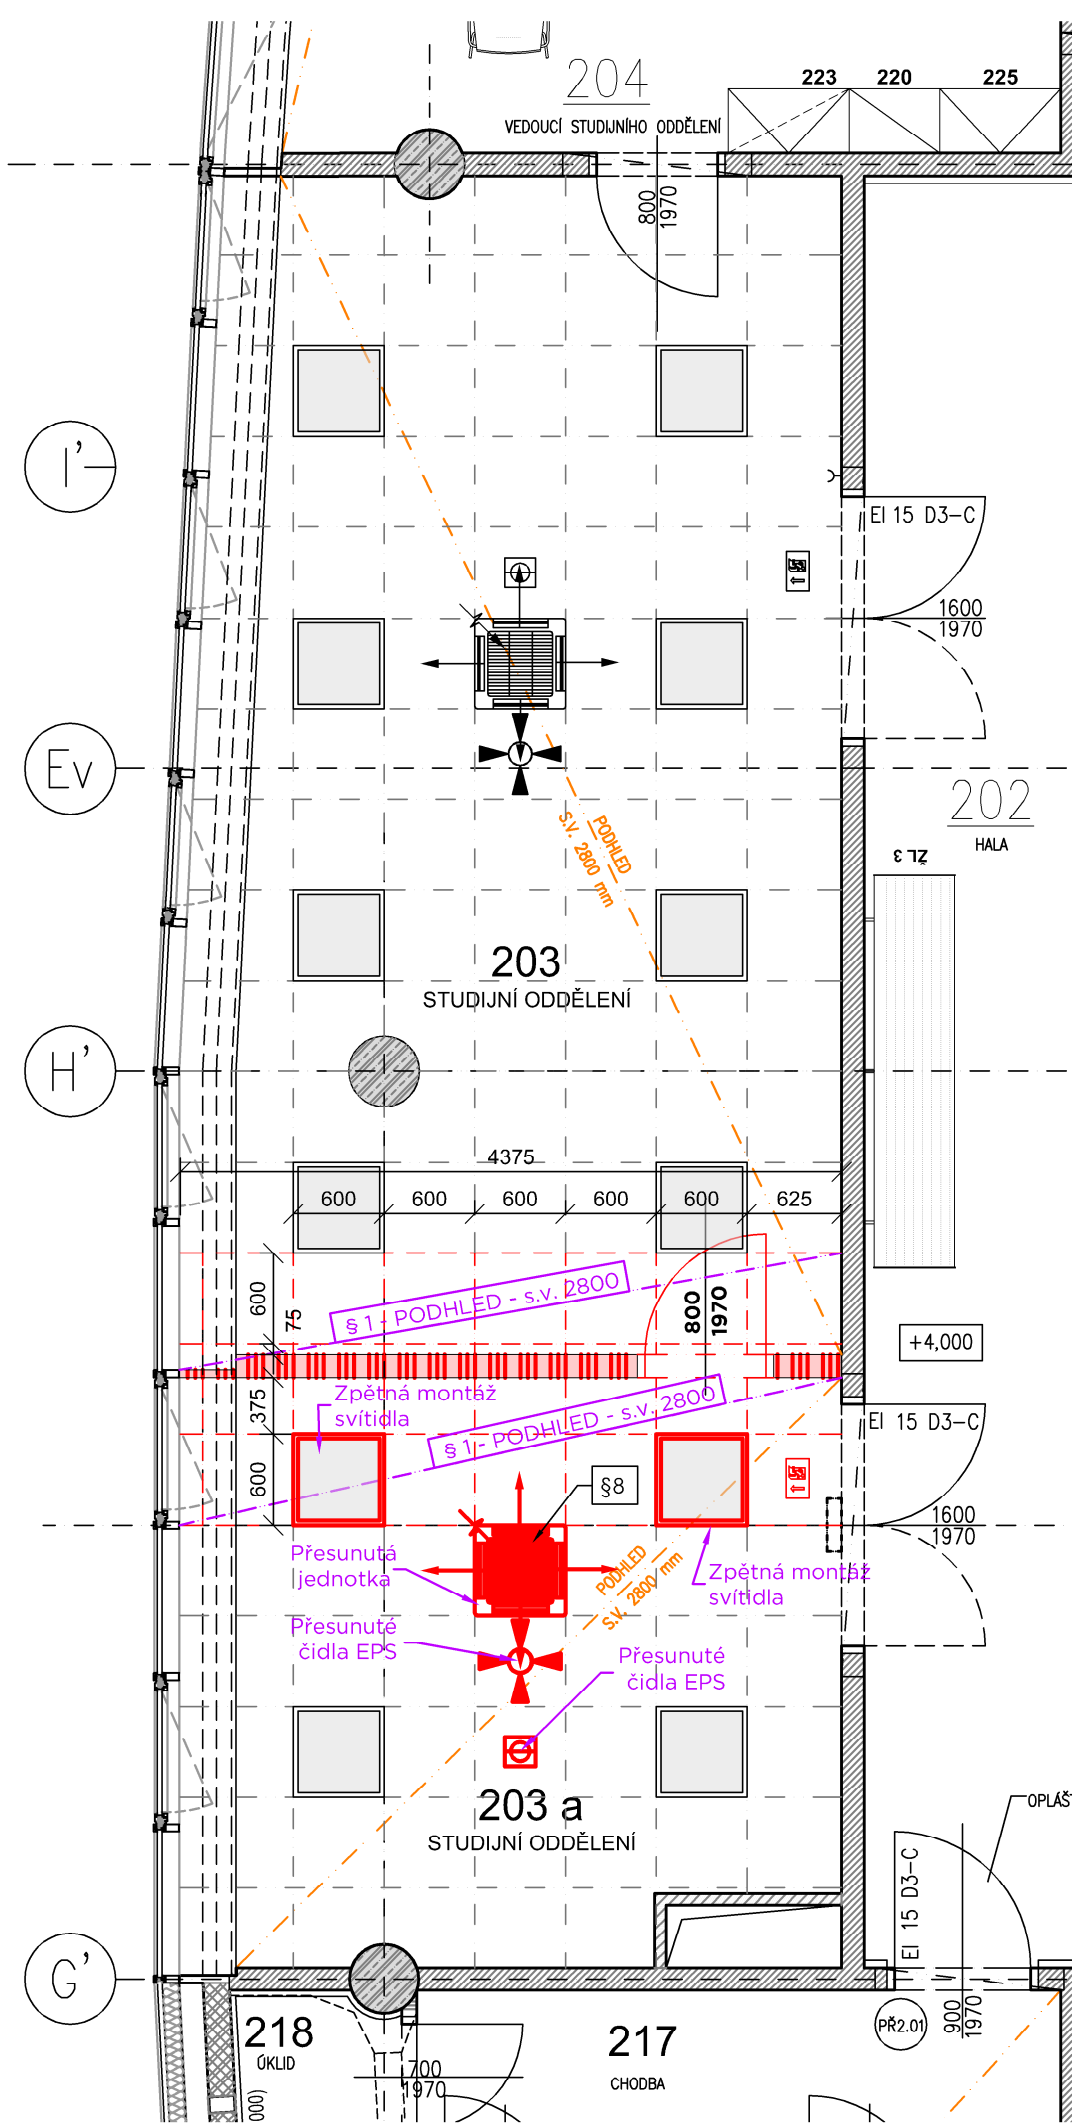 204
VEDOUCÍ STUDIJNÍHO ODDĚLENÍ
223
220
225
800
1970
I'
EI 15 D3-C
1600
1970
Ev
202
HALA
PODHLED
S.V. 2800 mm
ŽL 3
203
STUDIJNÍ ODDĚLENÍ
H'
4375
600
600
600
600
600
625
600
75
§ 1 - PODHLED - s.v. 2800
800
1970
+4,000
375
Zpětná montáž
svítidla
§ 1 - PODHLED - s.v. 2800
EI 15 D3-C
600
§8
1600
1970
Přesunutá
jednotka
PODHLED
S.V. 2800 mm
Zpětná montáž
svítidla
Přesunuté
čidla EPS
Přesunuté
čidla EPS
203 a
STUDIJNÍ ODDĚLENÍ
OPLÁŠ
EI 15 D3-C
G'
218
ÚKLID
217
CHODBA
PŘ2.01
900
1970
700
1970
000)